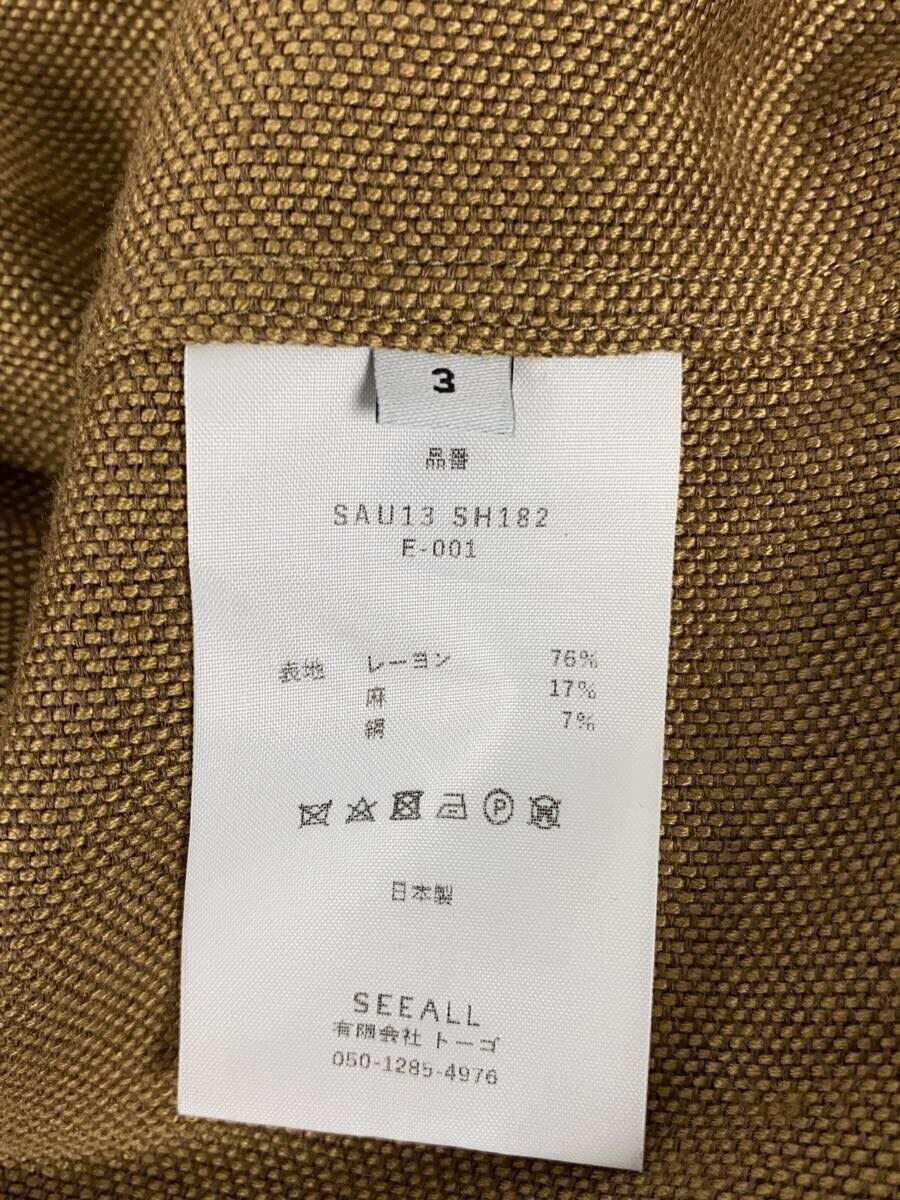 3
品番
SAU13 SH182
E-001
表地 レーヨン 76%
麻 17%
絹 7%
P
W
日本製
SEEALL
有限会社 トーゴ
050-1285-4976